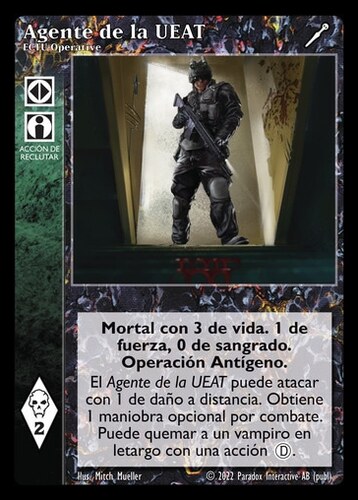 Agente de la UEAT
ECTU Operative
ACCIÓN DE
RECLUTAR
Mortal con 3 de vida. 1 de
fuerza, 0 de sangrado.
Operación Antígeno.
El Agente de la UEAT puede atacar
con 1 de daño a distancia. Obtiene
1 maniobra opcional por combate.
Puede quemar a un vampiro en
letargo con una acción Ⓓ.
2
Ilus: Mitch Mueller © 2022 Paradox Interactive AB (publ)